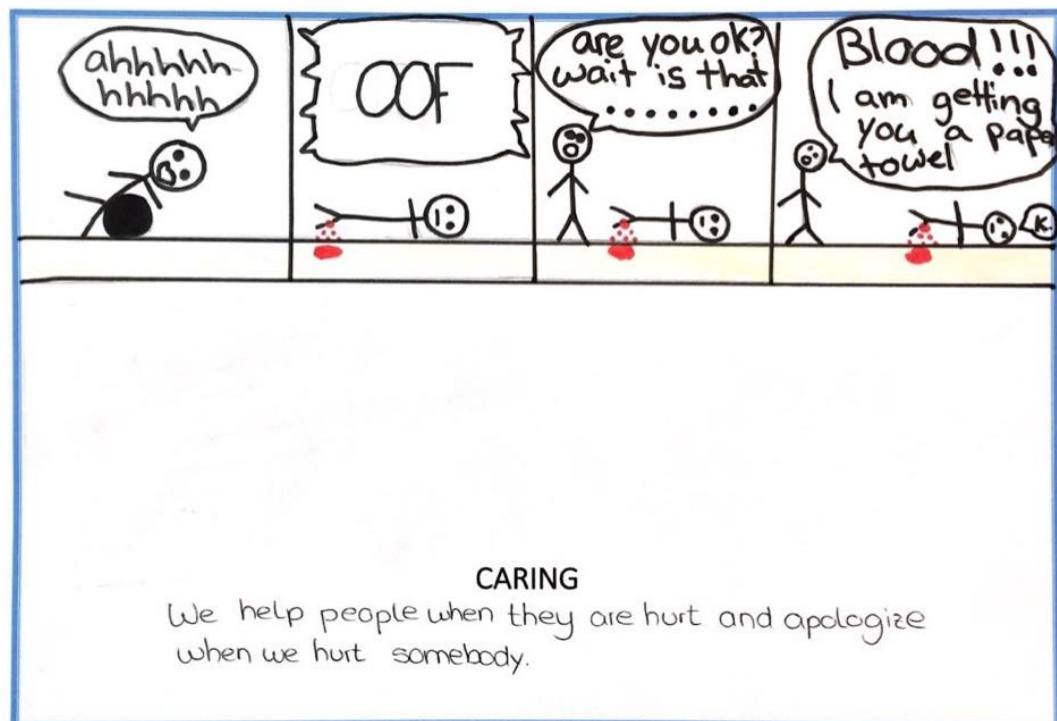 ahhhhhh
hhhhh
OOF
are you ok?
wait is that
.........
Blood!!!
I am getting
you a pape
towel
K.
CARING
We help people when they are hurt and apologize
when we hurt somebody.